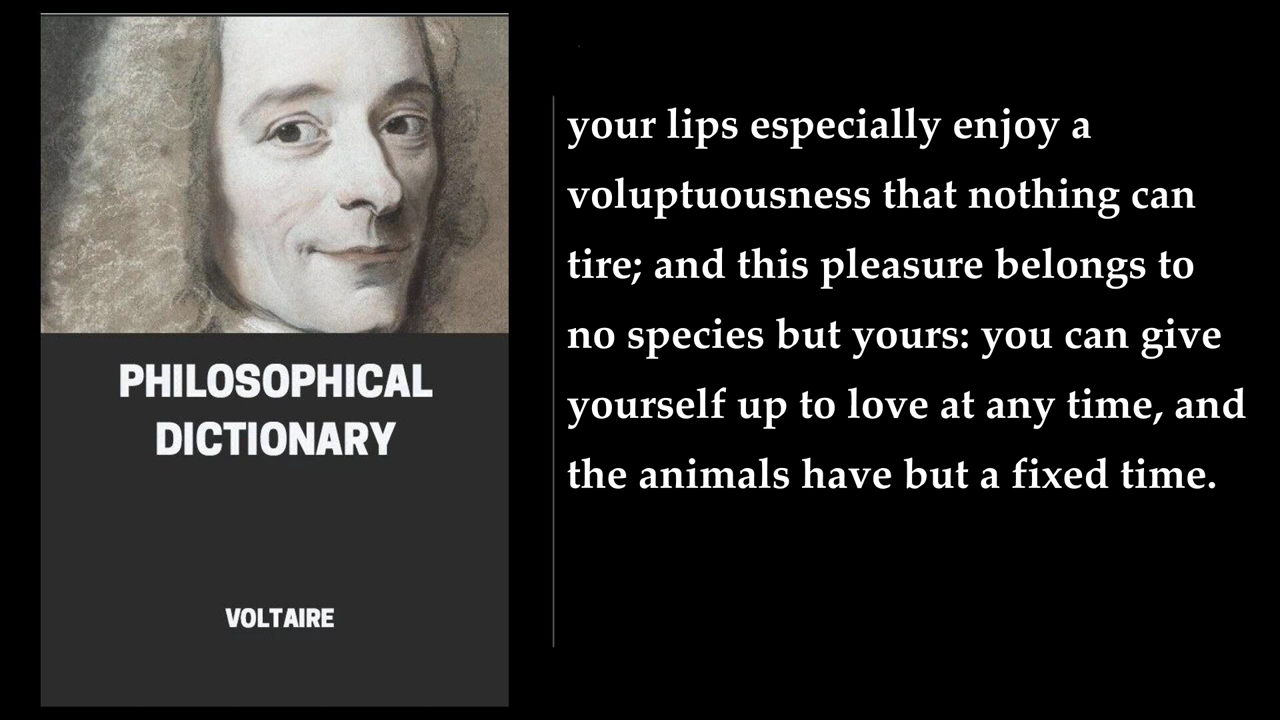 PHILOSOPHICAL
DICTIONARY
VOLTAIRE
your lips especially enjoy a
voluptuousness that nothing can
tire; and this pleasure belongs to
no species but yours: you can give
yourself up to love at any time, and
the animals have but a fixed time.